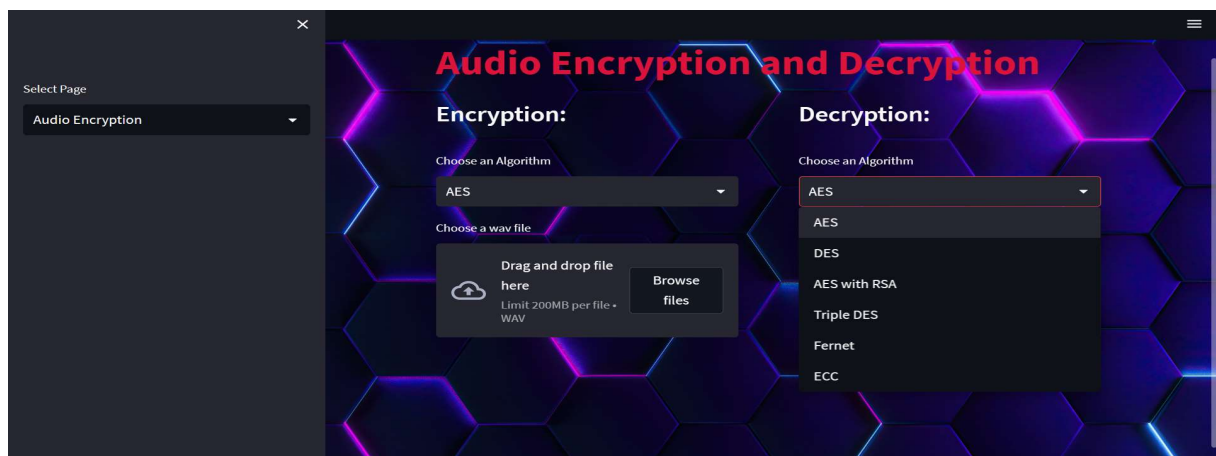 Select Page
Audio Encryption
Audio Encryption and Decryption
Encryption:
Choose an Algorithm
AES
Choose a wav file
Drag and drop file
here
Limit 200MB per file •
WAV
Browse
files
Decryption:
Choose an Algorithm
AES
AES
DES
AES with RSA
Triple DES
Fernet
ECC